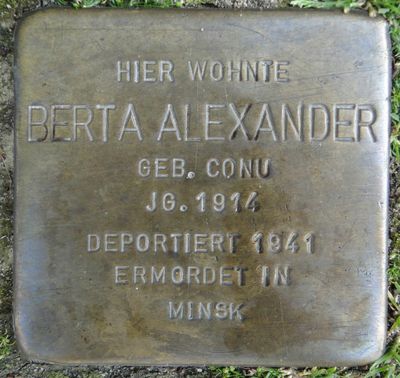 HIER WOHNTE
BERTA ALEXANDER
GEB. CONU
JG. 1914
DEPORTIERT 1941
ERMORDET IN
MINSK